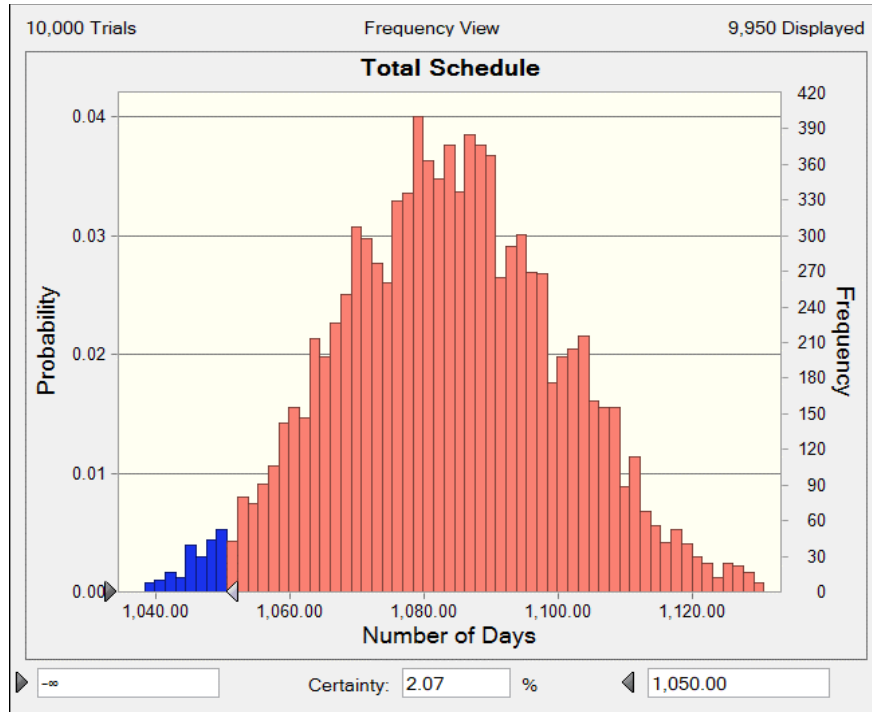 10,000 Trials Frequency View 9,950 Displayed
Total Schedule
Probability
0.04
0.03
0.02
0.01
0.00
420
390
360
330
300
270
240
210
180
150
120
90
60
30
0
Frequency
1,040.00 1,060.00 1,080.00 1,100.00 1,120.00
Number of Days
-∞ Certainty: 2.07 % 1,050.00